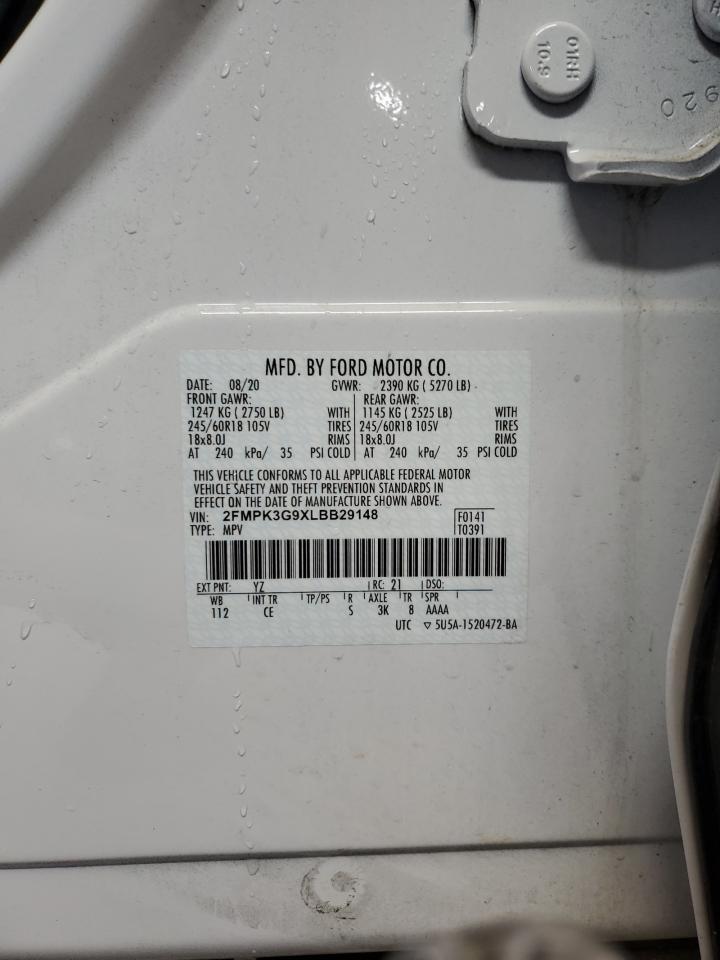 01RH
10.9
H
920
MFD. BY FORD MOTOR CO.
DATE: 08/20 GVWR: 2390 KG ( 5270 LB)
FRONT GAWR: REAR GAWR:
1247 KG ( 2750 LB) WITH 1145 KG ( 2525 LB) WITH
245/60R18 105V TIRES 245/60R18 105V TIRES
18x8.0J RIMS 18x8.0J RIMS
AT 240 kPa/ 35 PSI COLD AT 240 kPa/ 35 PSI COLD
THIS VEHICLE CONFORMS TO ALL APPLICABLE FEDERAL MOTOR
VEHICLE SAFETY AND THEFT PREVENTION STANDARDS IN
EFFECT ON THE DATE OF MANUFACTURE SHOWN ABOVE.
VIN: 2FMPK3G9XLBB29148 F0141
TYPE: MPV T0391
EXT PNT: YZ RC: 21 DSO:
WB INT TR TP/PS R AXLE TR SPR
112 CE S 3K 8 AAAA
UTC ▽ 5U5A-1520472-BA